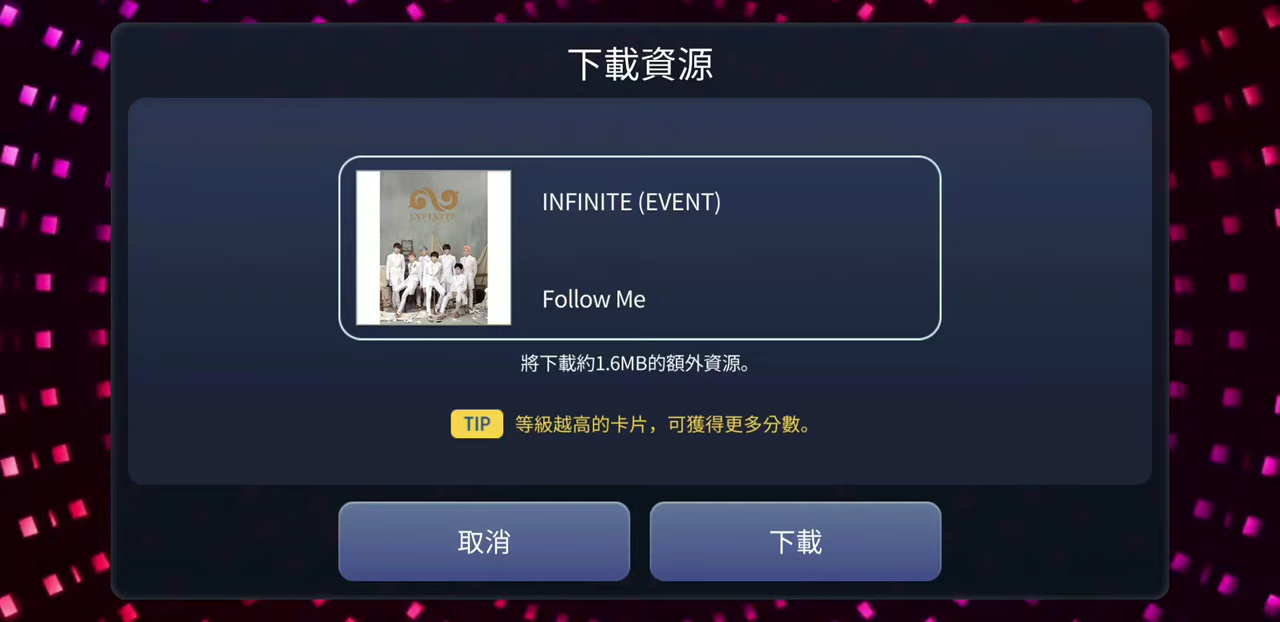 下載資源
INFINITE
INFINITE (EVENT)
Follow Me
將下載約1.6MB的額外資源。
TIP 等級越高的卡片，可獲得更多分數。
取消 下載